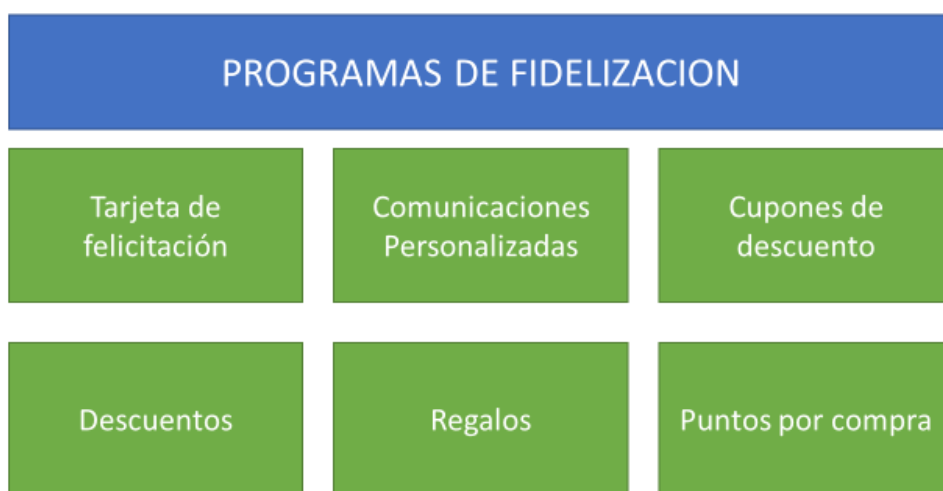 PROGRAMAS DE FIDELIZACION
Tarjeta de
felicitación
Comunicaciones
Personalizadas
Cupones de
descuento
Descuentos
Regalos
Puntos por compra